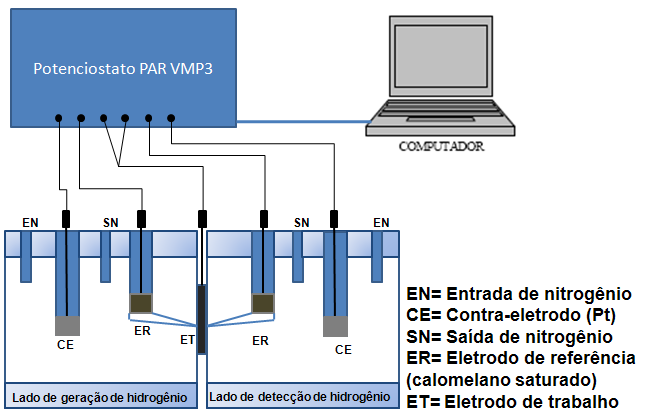 Potenciostato PAR VMP3
COMPUTADOR
EN
SN
SN
EN
CE
ER
ET
ER
CE
Lado de geração de hidrogênio
Lado de detecção de hidrogênio
EN= Entrada de nitrogênio
CE= Contra-eletrodo (Pt)
SN= Saída de nitrogênio
ER= Eletrodo de referência
(calomelano saturado)
ET= Eletrodo de trabalho